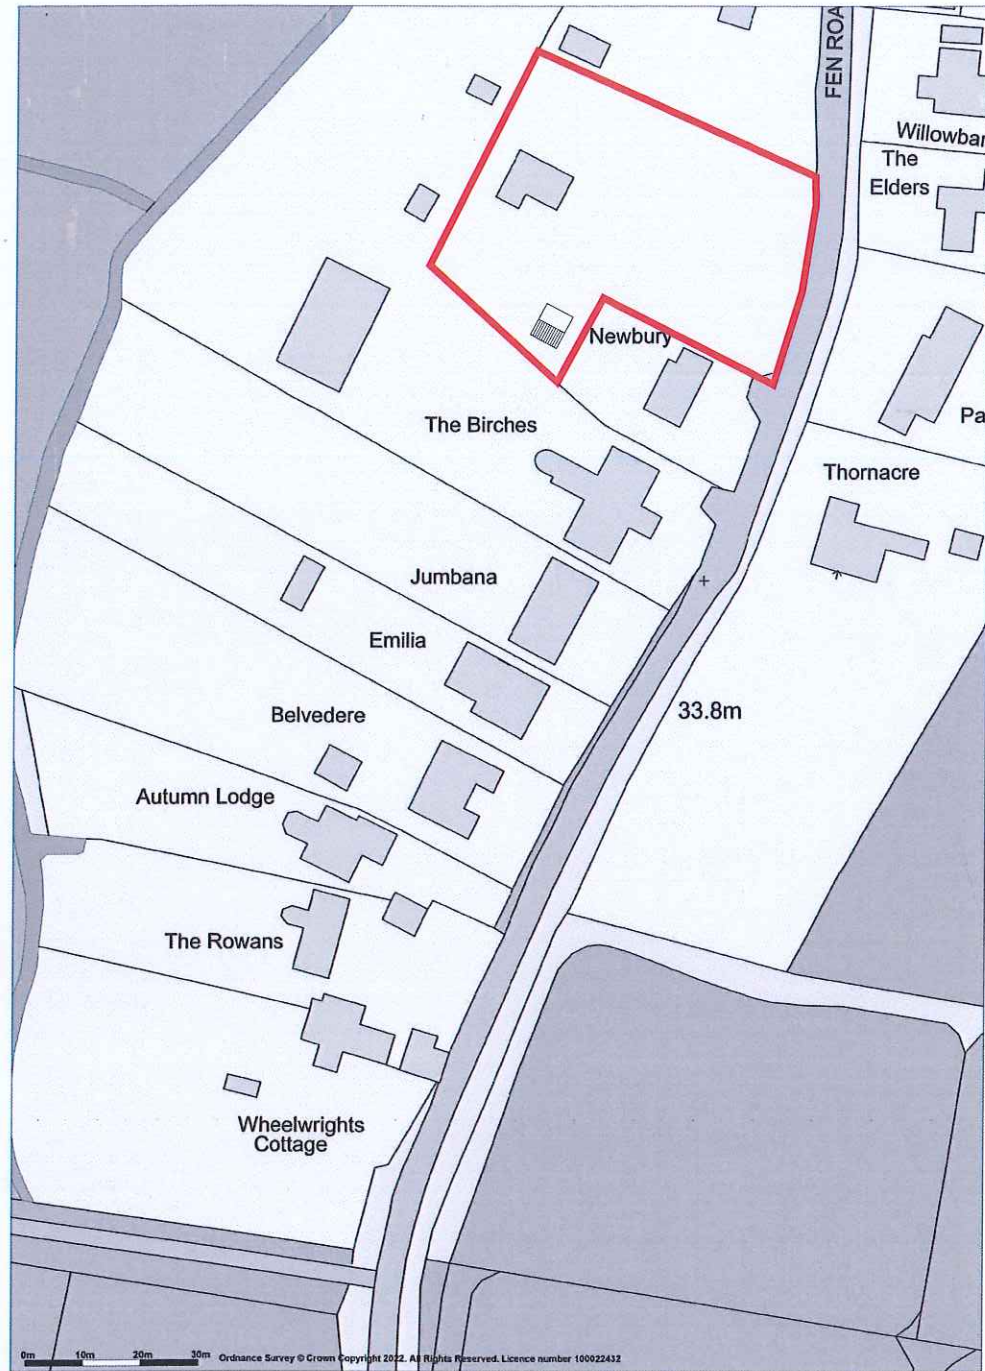 FEN ROA
Willowbar
The
Elders
Newbury
The Birches
Pa
Thornacre
Jumbana
Emilia
33.8m
Belvedere
Autumn Lodge
The Rowans
Wheelwrights
Cottage
0m 10m 20m 30m Ordnance Survey © Crown Copyright 2022. All Rights Reserved. Licence number 100022432